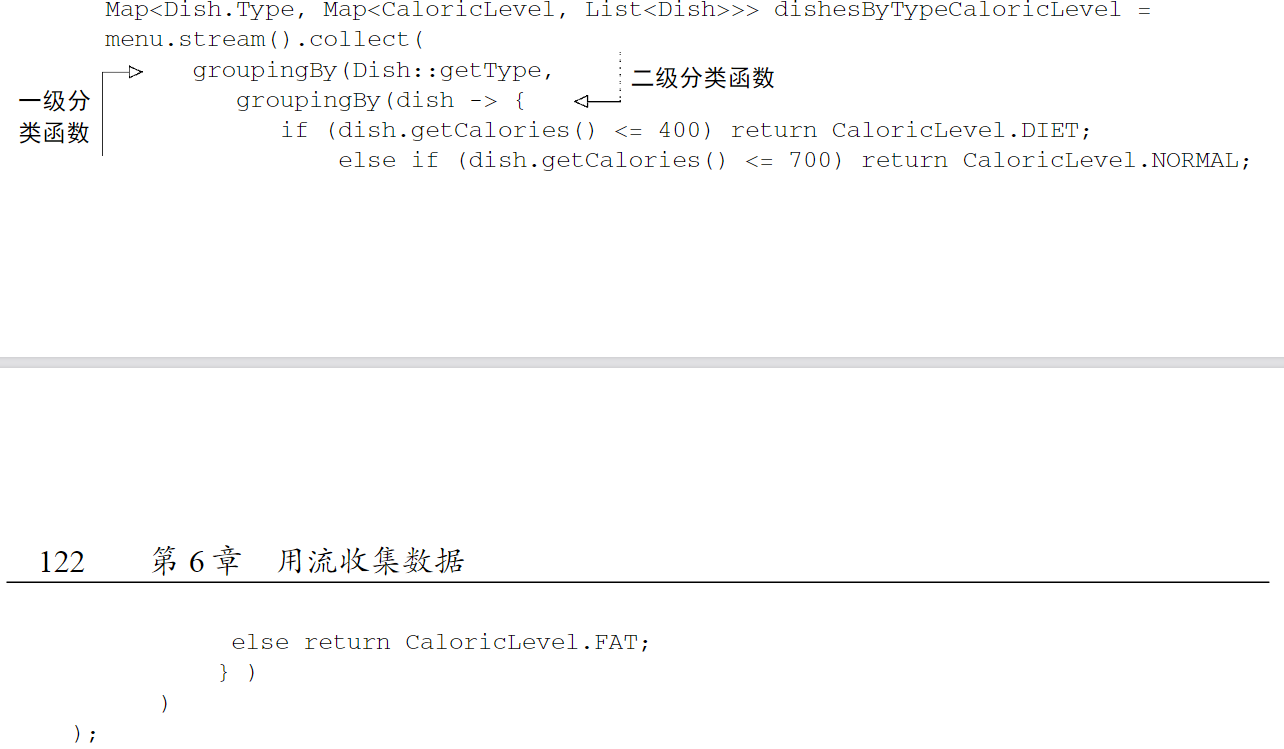 Map<Dish.Type, Map<CaloricLevel, List<Dish>>> dishesByTypeCaloricLevel =
menu.stream().collect(
groupingBy(Dish::getType,
二级分类函数
一级分
类函数
groupingBy(dish -> {
if (dish.getCalories() <= 400) return CaloricLevel.DIET;
else if (dish.getCalories() <= 700) return CaloricLevel.NORMAL;
122 第 6 章 用流收集数据
else return CaloricLevel.FAT;
} )
)
);